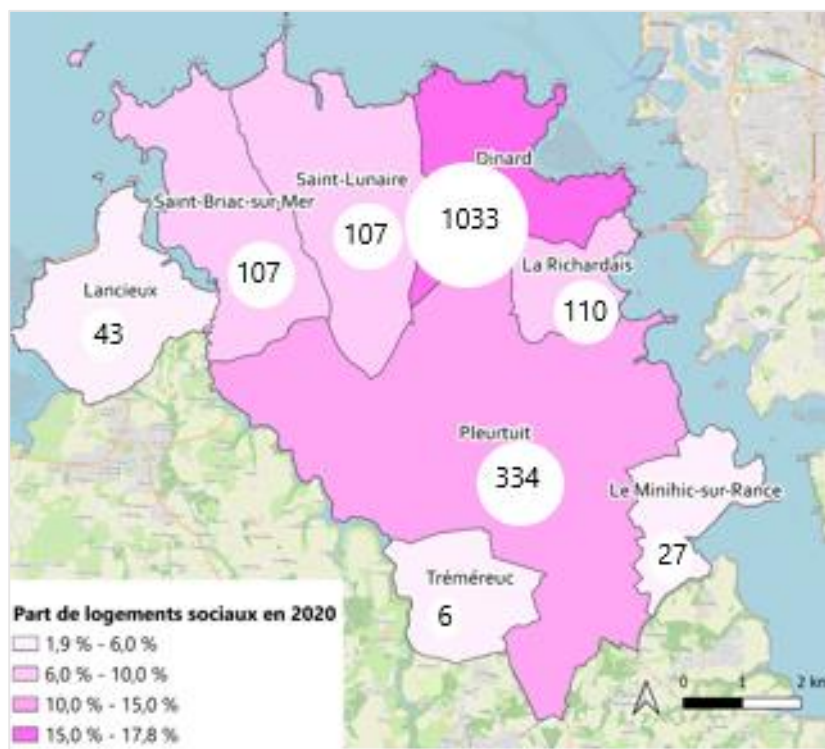 Dinard
1033
Saint-Lunaire
107
Saint-Briac-sur-Mer
107
La Richardais
110
Lancieux
43
Pleurtuit
334
Le Minihic-sur-Rance
27
Tréméreuc
6
Part de logements sociaux en 2020
1,9 % - 6,0 %
6,0 % - 10,0 %
10,0 % - 15,0 %
15,0 % - 17,8 %
0 1 2 km